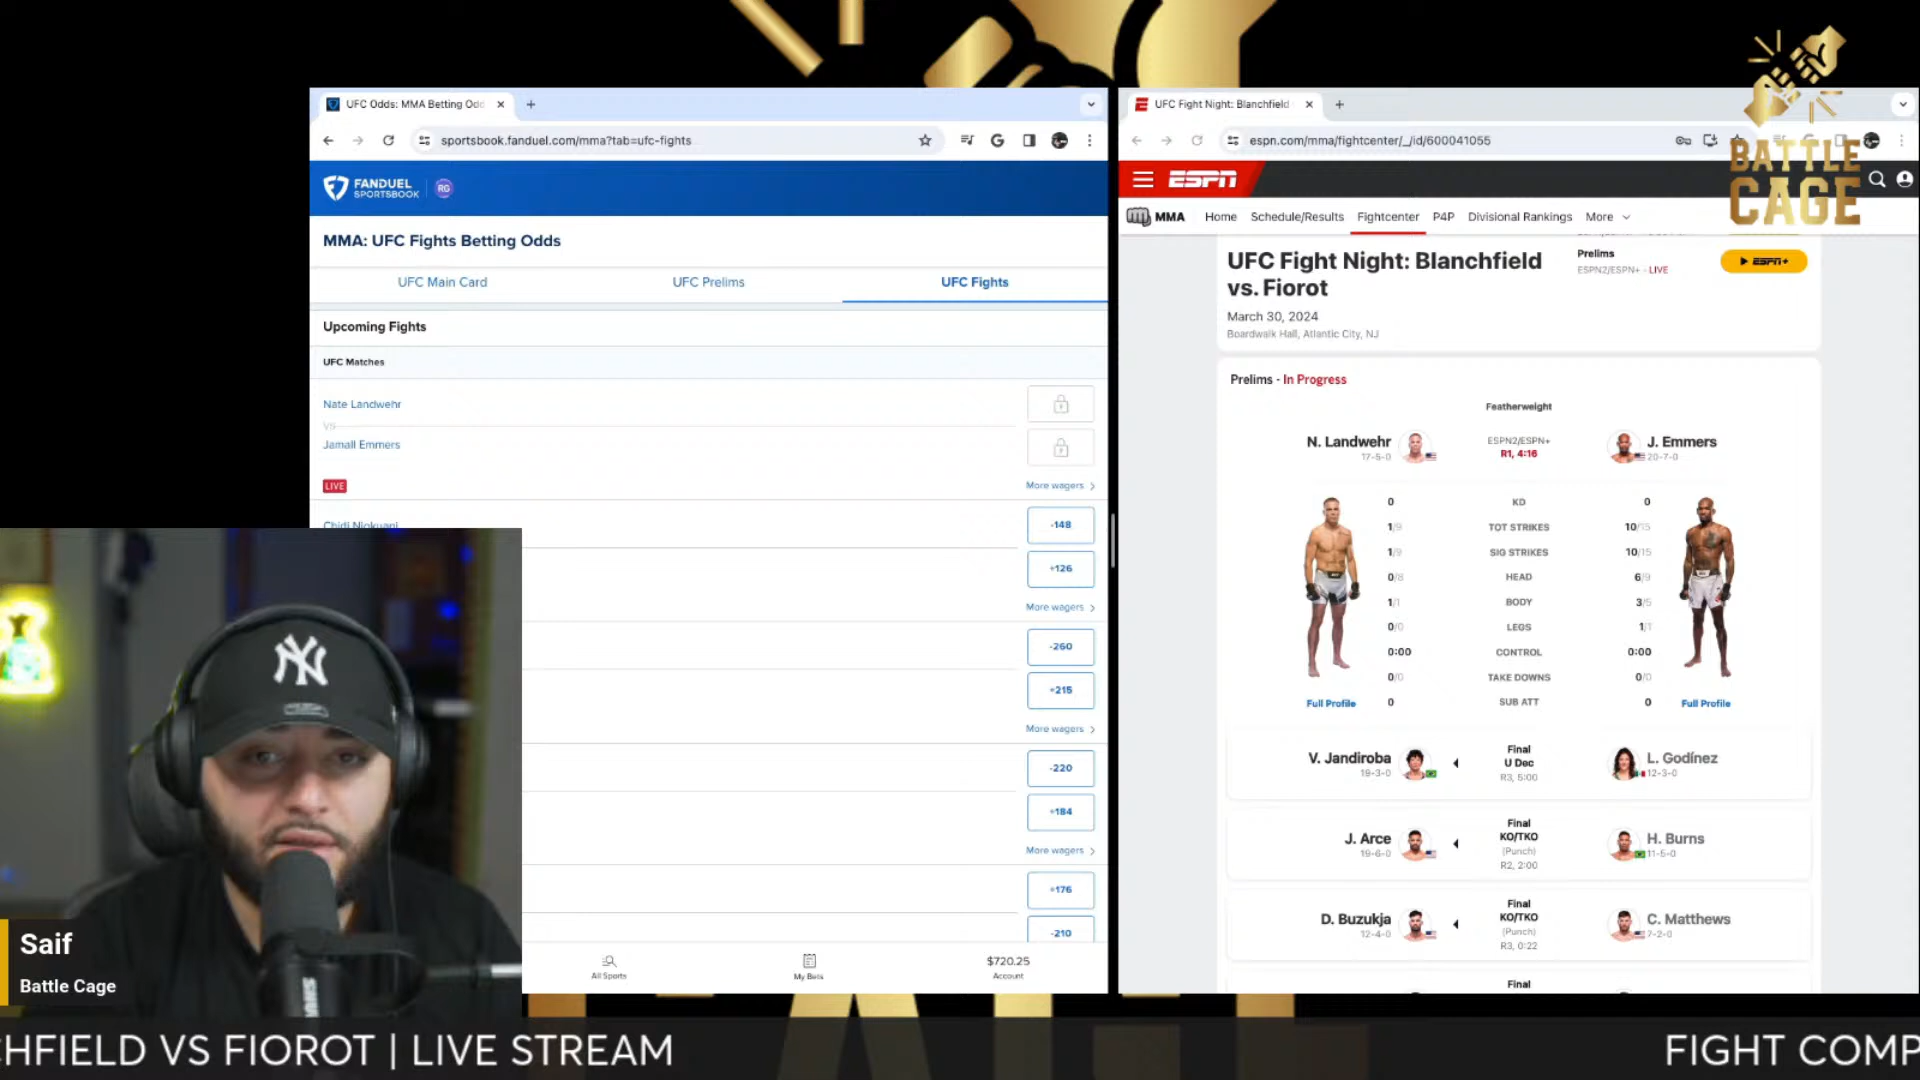 UFC Odds: MMA Betting Odd
sportsbook.fanduel.com/mma?tab=ufc-fights
FANDUEL
SPORTSBOOK
RG
MMA: UFC Fights Betting Odds
UFC Main Card
UFC Prelims
UFC Fights
Upcoming Fights
UFC Matches
Nate Landwehr
VS
Jamall Emmers
LIVE
More wagers
Chidi Njokuani
-148
+126
More wagers
-260
+215
More wagers
-220
+184
More wagers
+176
-210
All Sports
My Bets
$720.25
Account
UFC Fight Night: Blanchfield
espn.com/mma/fightcenter/_/id/600041055
ESPN
MMA
Home
Schedule/Results
Fightcenter
P4P
Divisional Rankings
More
UFC Fight Night: Blanchfield
vs. Fiorot
March 30, 2024
Boardwalk Hall, Atlantic City, NJ
Prelims
ESPN2/ESPN+ - LIVE
ESPN+
Prelims - In Progress
Featherweight
N. Landwehr
17-5-0
ESPN2/ESPN+
R1, 4:16
J. Emmers
20-7-0
0 KD 0
1/9 TOT STRIKES 10/15
1/9 SIG STRIKES 10/15
0/8 HEAD 6/9
1/1 BODY 3/5
0/0 LEGS 1/1
0:00 CONTROL 0:00
0/0 TAKE DOWNS 0/0
0 SUB ATT 0
Full Profile
Full Profile
V. Jandiroba
19-3-0
Final
U Dec
R3, 5:00
L. Godínez
12-3-0
J. Arce
19-6-0
Final
KO/TKO
(Punch)
R2, 2:00
H. Burns
11-5-0
D. Buzukja
12-4-0
Final
KO/TKO
(Punch)
R3, 0:22
C. Matthews
7-2-0
Final
BATTLE
CAGE
NY
Saif
Battle Cage
CHFIELD VS FIOROT | LIVE STREAM
FIGHT COMP